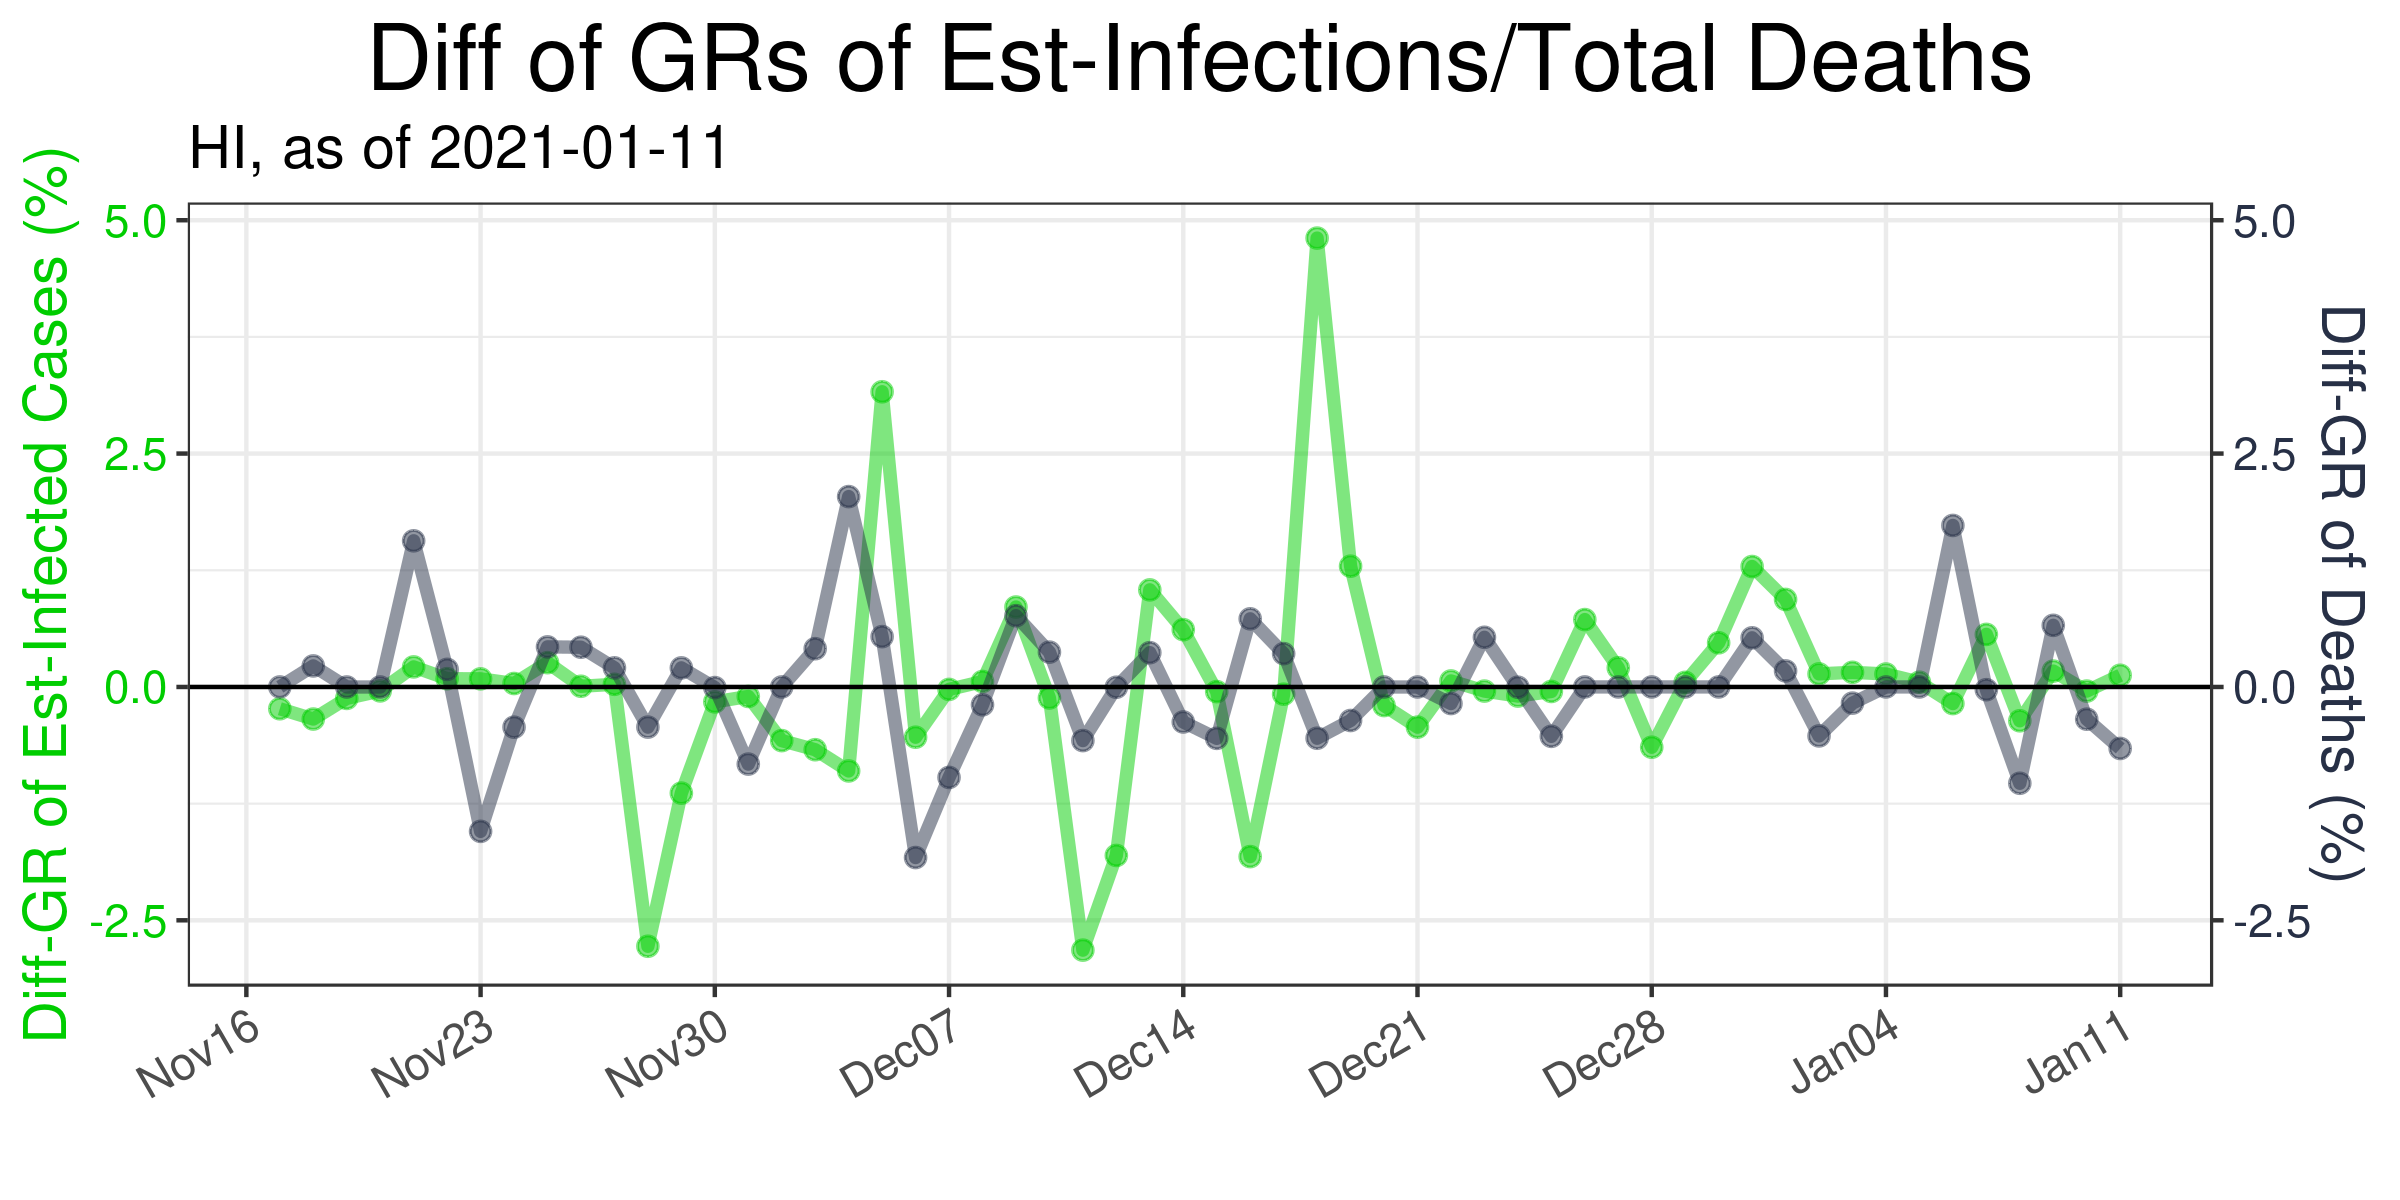 Diff of GRs of Est-Infections/Total Deaths
HI, as of 2021-01-11
Diff-GR of Est-Infected Cases (%)
5.0
2.5
0.0
-2.5
5.0
2.5
0.0
-2.5
Diff-GR of Deaths (%)
Nov16
Nov23
Nov30
Dec07
Dec14
Dec21
Dec28
Jan04
Jan11